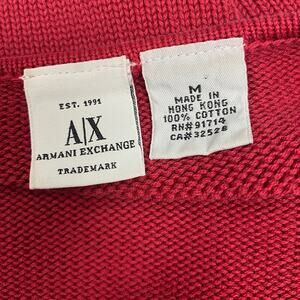 EST. 1991
A|X
ARMANI EXCHANGE
TRADEMARK
M
MADE IN
HONG KONG
100% COTTON
RN#91714
CA#32528